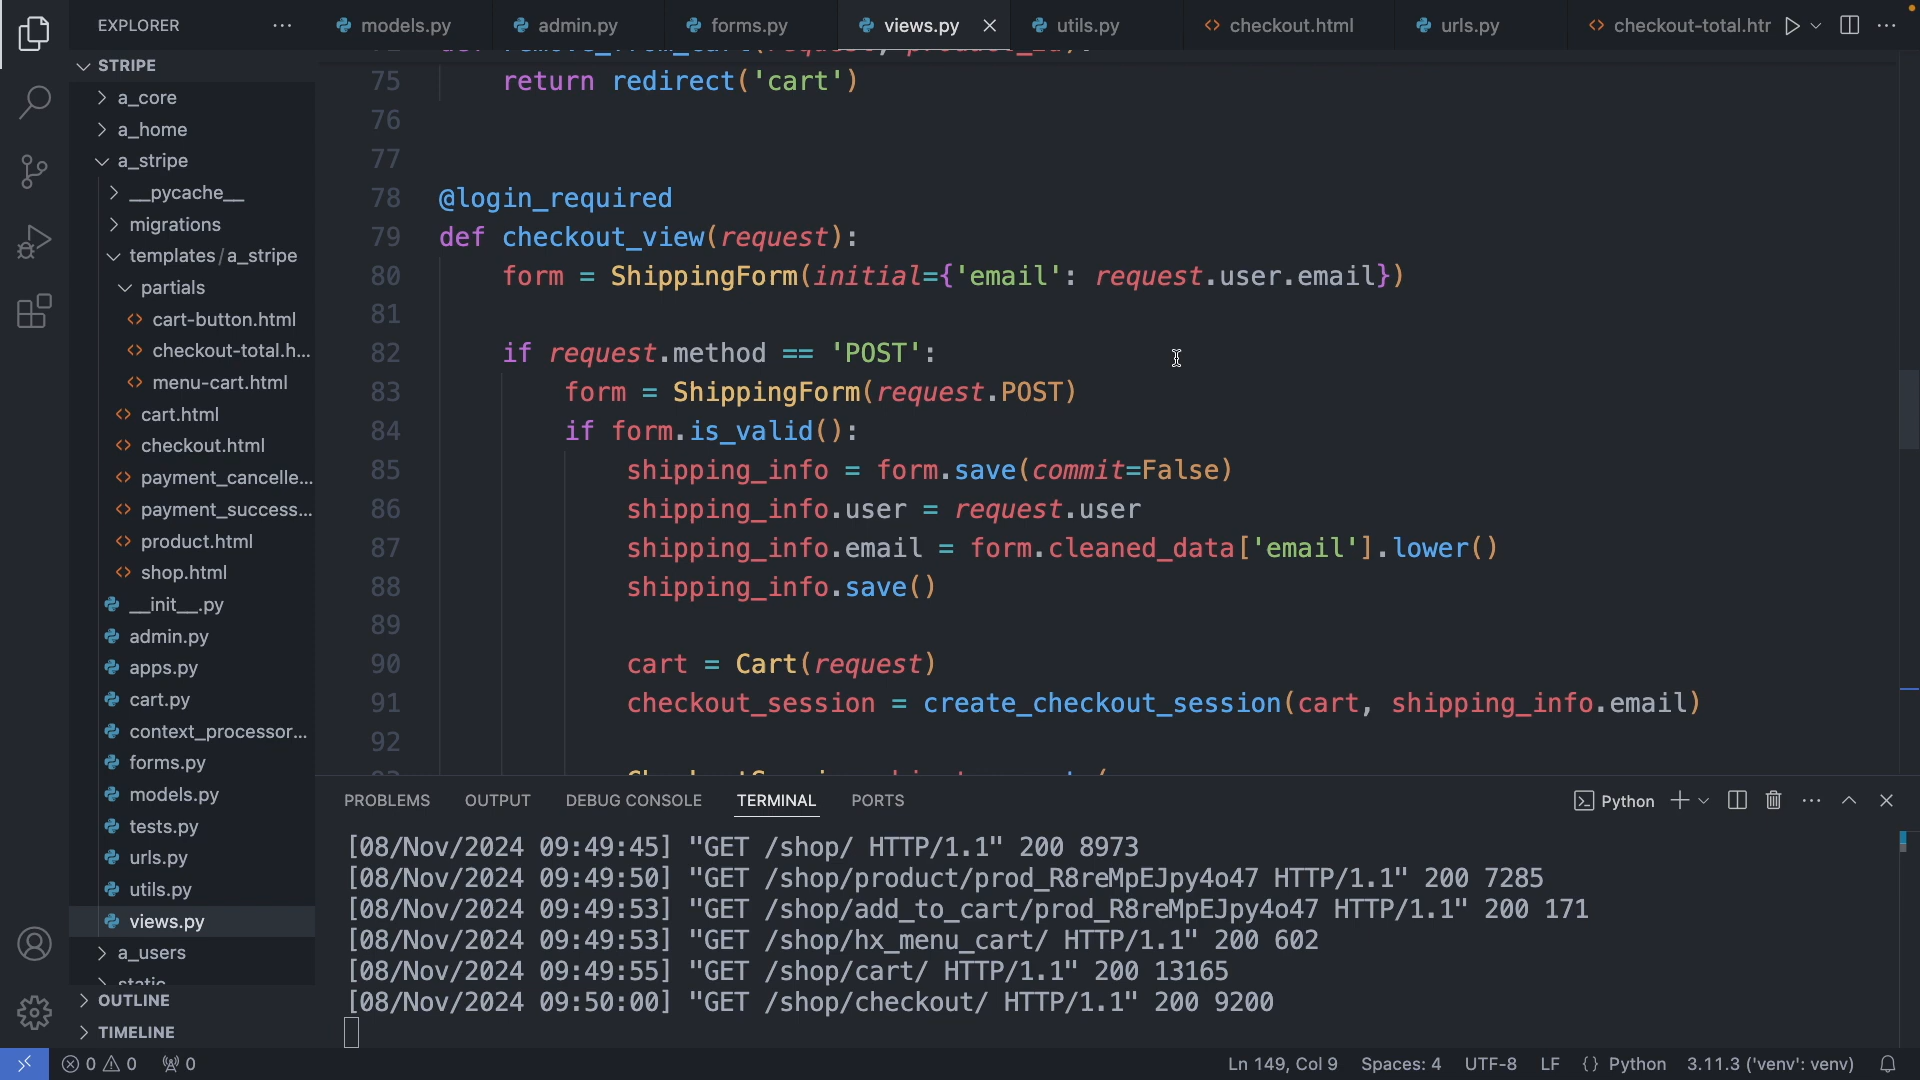 EXPLORER
models.py
admin.py
forms.py
views.py
utils.py
checkout.html
urls.py
checkout-total.htr
STRIPE
a_core
a_home
a_stripe
__pycache__
migrations
templates/a_stripe
partials
cart-button.html
checkout-total.h...
menu-cart.html
cart.html
checkout.html
payment_cancelle...
payment_success...
product.html
shop.html
__init__.py
admin.py
apps.py
cart.py
context_processor...
forms.py
models.py
tests.py
urls.py
utils.py
views.py
a_users
static
OUTLINE
TIMELINE
75 return redirect('cart')
76
77
78 @login_required
79 def checkout_view(request):
80 form = ShippingForm(initial={'email': request.user.email})
81
82 if request.method == 'POST':
83 form = ShippingForm(request.POST)
84 if form.is_valid():
85 shipping_info = form.save(commit=False)
86 shipping_info.user = request.user
87 shipping_info.email = form.cleaned_data['email'].lower()
88 shipping_info.save()
89
90 cart = Cart(request)
91 checkout_session = create_checkout_session(cart, shipping_info.email)
92
PROBLEMS OUTPUT DEBUG CONSOLE TERMINAL PORTS
Python
[08/Nov/2024 09:49:45] "GET /shop/ HTTP/1.1" 200 8973
[08/Nov/2024 09:49:50] "GET /shop/product/prod_R8reMpEJpy4o47 HTTP/1.1" 200 7285
[08/Nov/2024 09:49:53] "GET /shop/add_to_cart/prod_R8reMpEJpy4o47 HTTP/1.1" 200 171
[08/Nov/2024 09:49:53] "GET /shop/hx_menu_cart/ HTTP/1.1" 200 602
[08/Nov/2024 09:49:55] "GET /shop/cart/ HTTP/1.1" 200 13165
[08/Nov/2024 09:50:00] "GET /shop/checkout/ HTTP/1.1" 200 9200
0 0 0
Ln 149, Col 9 Spaces: 4 UTF-8 LF {} Python 3.11.3 ('venv': venv)